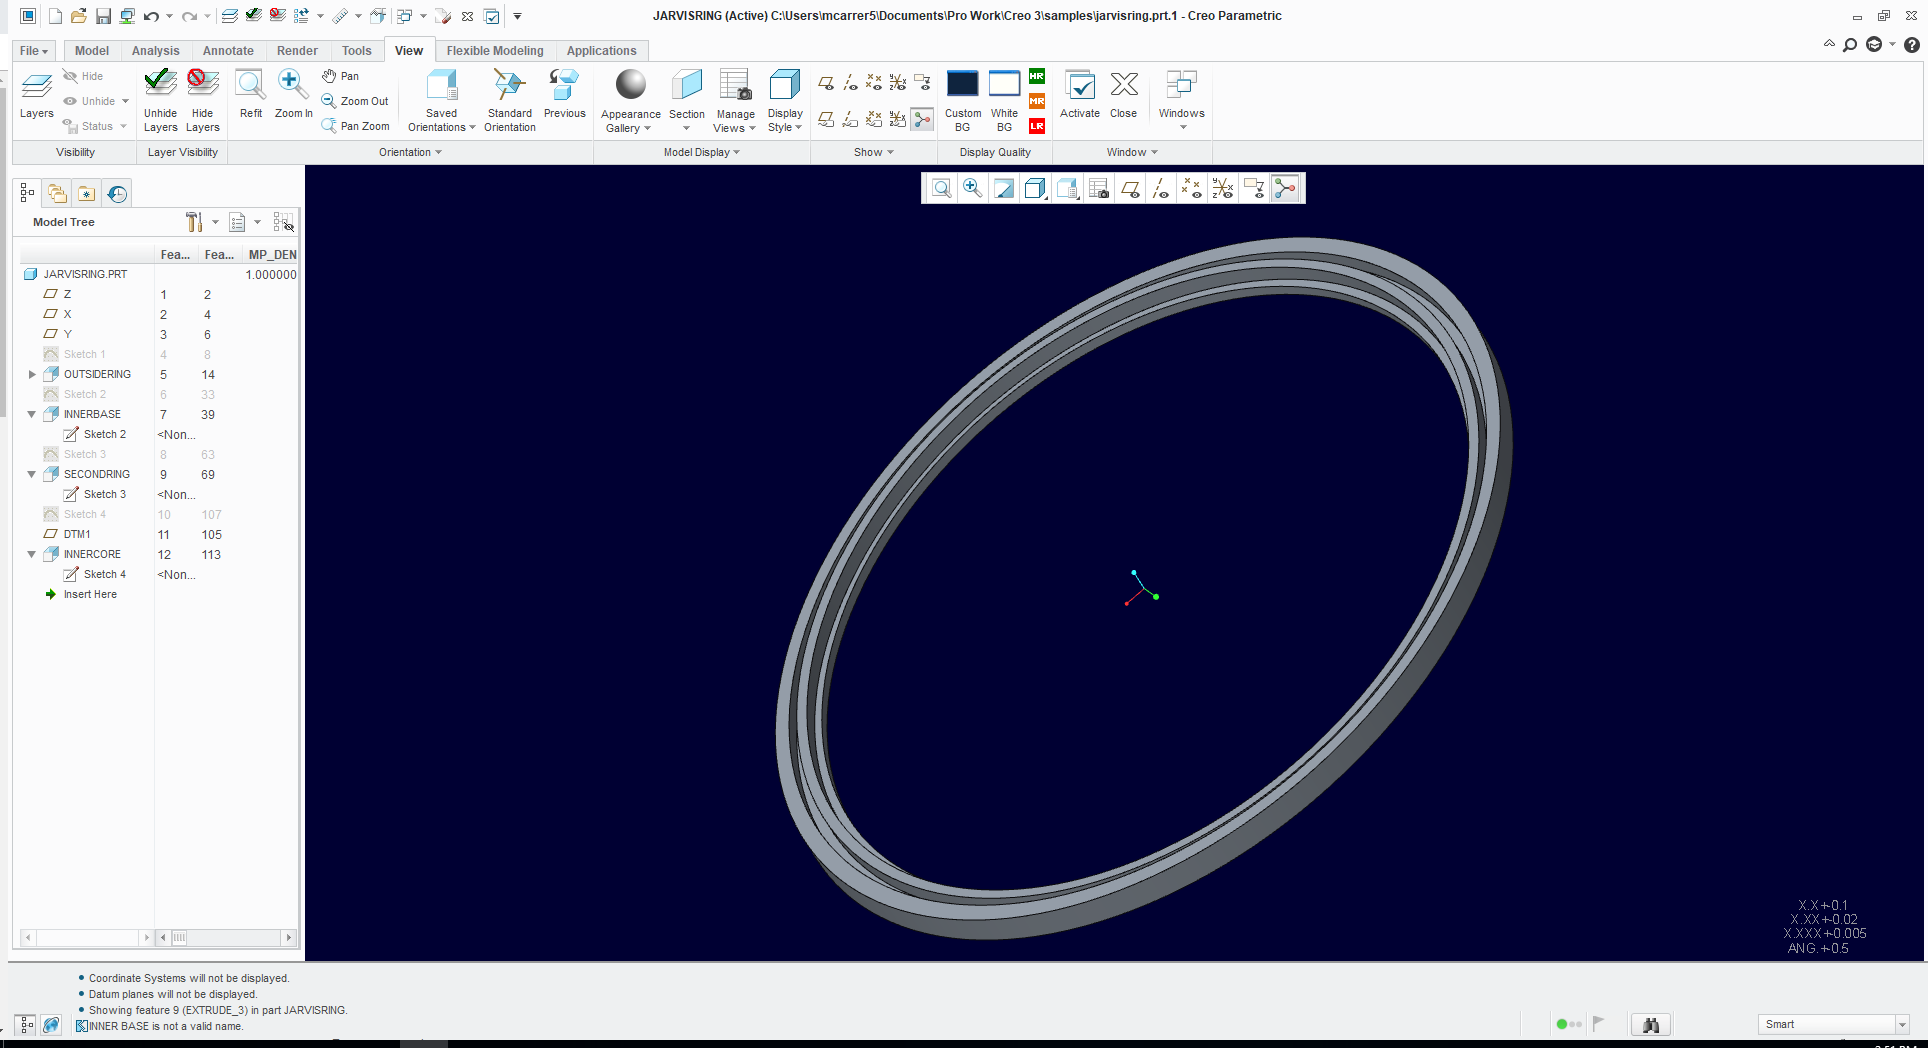 JARVISRING (Active) C:\Users\mcarrer5\Documents\Pro Work\Creo 3\samples\jarvisring.prt.1 - Creo Parametric
File Model Analysis Annotate Render Tools View Flexible Modeling Applications
Layers
Hide
Unhide
Status
Unhide Layers
Hide Layers
Refit
Zoom In
Pan
Zoom Out
Pan Zoom
Saved Orientations
Standard Orientation
Previous
Appearance Gallery
Section
Manage Views
Display Style
Custom BG
White BG
HR
MR
LR
Activate
Close
Windows
Visibility Layer Visibility Orientation Model Display Show Display Quality Window
Model Tree
Fea... Fea... MP_DEN
JARVISRING.PRT 1.000000
Z 1 2
X 2 4
Y 3 6
Sketch 1 4 8
OUTSIDERING 5 14
Sketch 2 6 33
INNERBASE 7 39
Sketch 2 <Non...
Sketch 3 8 63
SECONDRING 9 69
Sketch 3 <Non...
Sketch 4 10 107
DTM1 11 105
INNERCORE 12 113
Sketch 4 <Non...
Insert Here
X.X +-0.1
X.XX +-0.02
X.XXX +-0.005
ANG. +-0.5
Coordinate Systems will not be displayed.
Datum planes will not be displayed.
Showing feature 9 (EXTRUDE_3) in part JARVISRING.
INNER BASE is not a valid name.
Smart